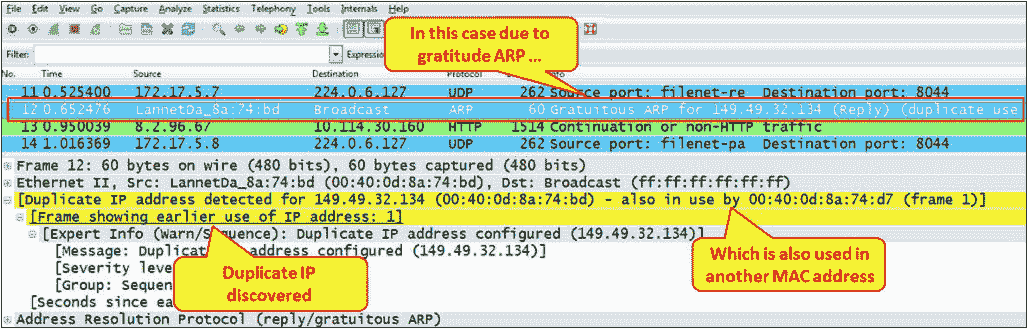 File Edit View Go Capture Analyze Statistics Telephony Tools Internals Help
In this case due to
gratitude ARP ...
Filter: Expression
No. Time Source Destination Protocol Info
11 0.525400 172.17.5.7 224.0.6.127 UDP 262 Source port: filenet-re Destination port: 8044
12 0.652476 LannetDa_8a:74:bd Broadcast ARP 60 Gratuitous ARP for 149.49.32.134 (Reply) (duplicate use
13 0.950039 8.2.96.67 10.114.30.160 HTTP 1514 Continuation or non-HTTP traffic
14 1.016369 172.17.5.8 224.0.6.127 UDP 262 Source port: filenet-pa Destination port: 8044
Frame 12: 60 bytes on wire (480 bits), 60 bytes captured (480 bits)
Ethernet II, Src: LannetDa_8a:74:bd (00:40:0d:8a:74:bd), Dst: Broadcast (ff:ff:ff:ff:ff:ff)
[Duplicate IP address detected for 149.49.32.134 (00:40:0d:8a:74:bd) - also in use by 00:40:0d:8a:74:d7 (frame 1)]
[Frame showing earlier use of IP address: 1]
[Expert Info (Warn/Sequence): Duplicate IP address configured (149.49.32.134)]
[Message: Duplicate IP address configured (149.49.32.134)]
[Severity leve
[Group: Sequen
[Seconds since ea
Duplicate IP
discovered
Which is also used in
another MAC address
Address Resolution Protocol (reply/gratuitous ARP)